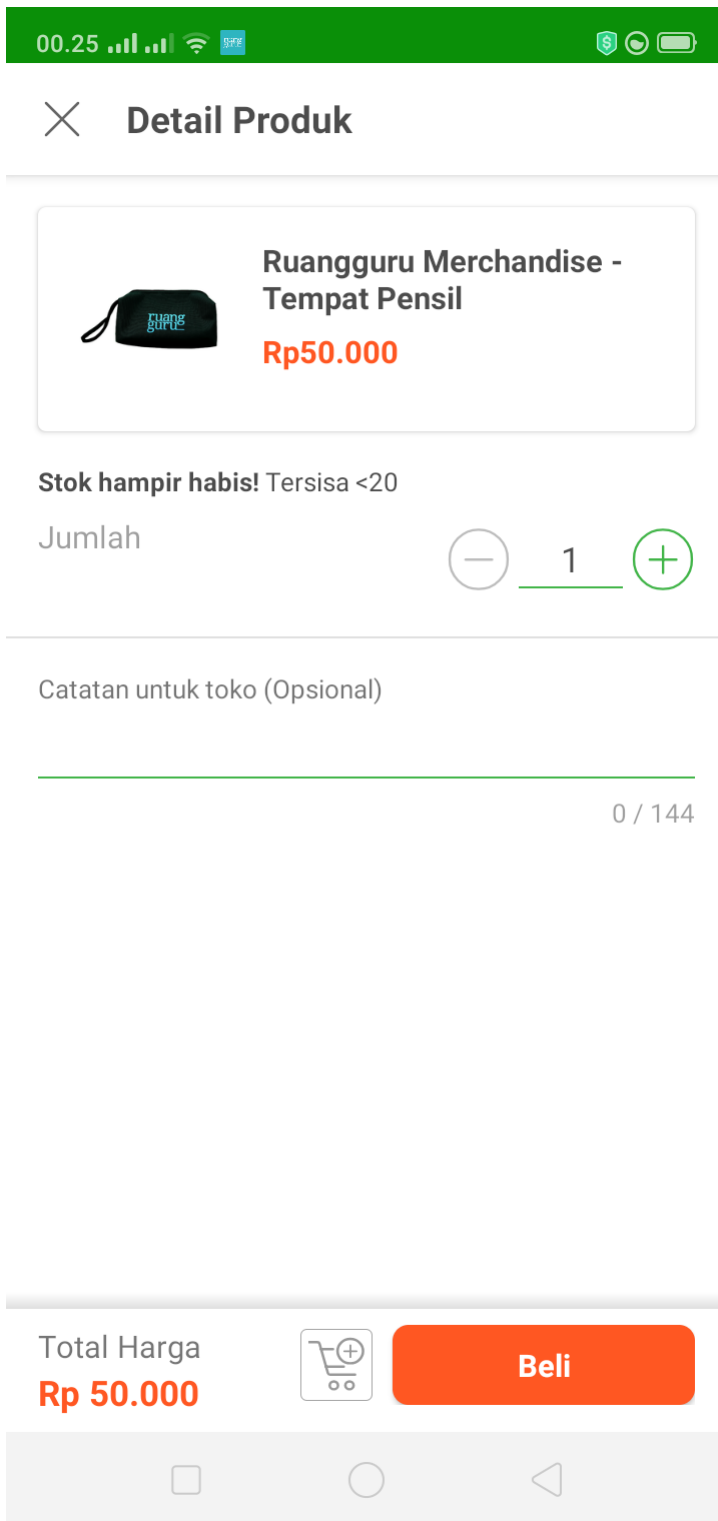 00.25
Detail Produk
ruang
guru
Ruangguru Merchandise -
Tempat Pensil
Rp50.000
Stok hampir habis! Tersisa <20
Jumlah
1
Catatan untuk toko (Opsional)
0 / 144
Total Harga
Rp 50.000
Beli